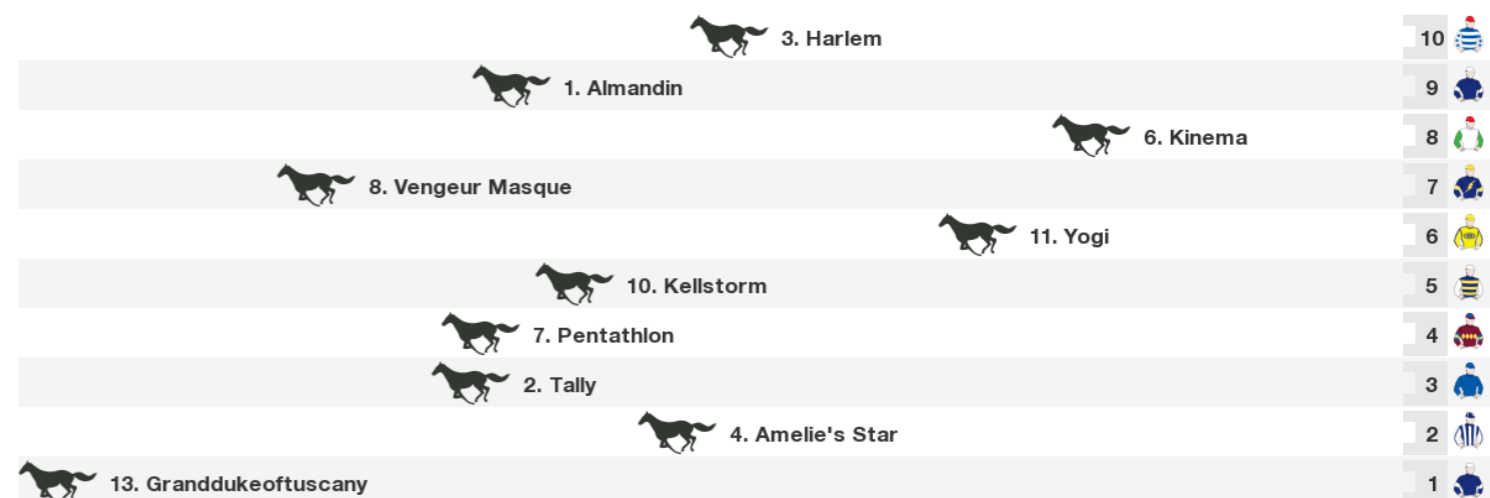 3. Harlem 10
1. Almandin 9
6. Kinema 8
8. Vengeur Masque 7
11. Yogi 6
10. Kellstorm 5
7. Pentathlon 4
2. Tally 3
4. Amelie's Star 2
13. Granddukeoftuscany 1